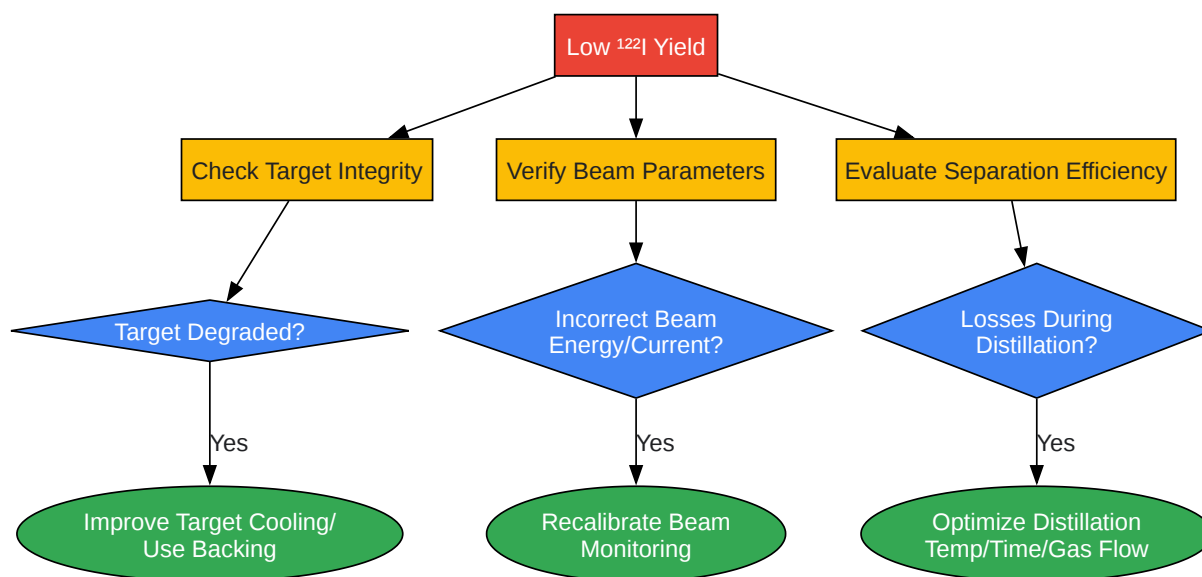 Low ¹²²I Yield
Check Target Integrity
Verify Beam Parameters
Evaluate Separation Efficiency
Target Degraded?
Incorrect Beam
Energy/Current?
Losses During
Distillation?
Yes
Yes
Yes
Improve Target Cooling/
Use Backing
Recalibrate Beam
Monitoring
Optimize Distillation
Temp/Time/Gas Flow